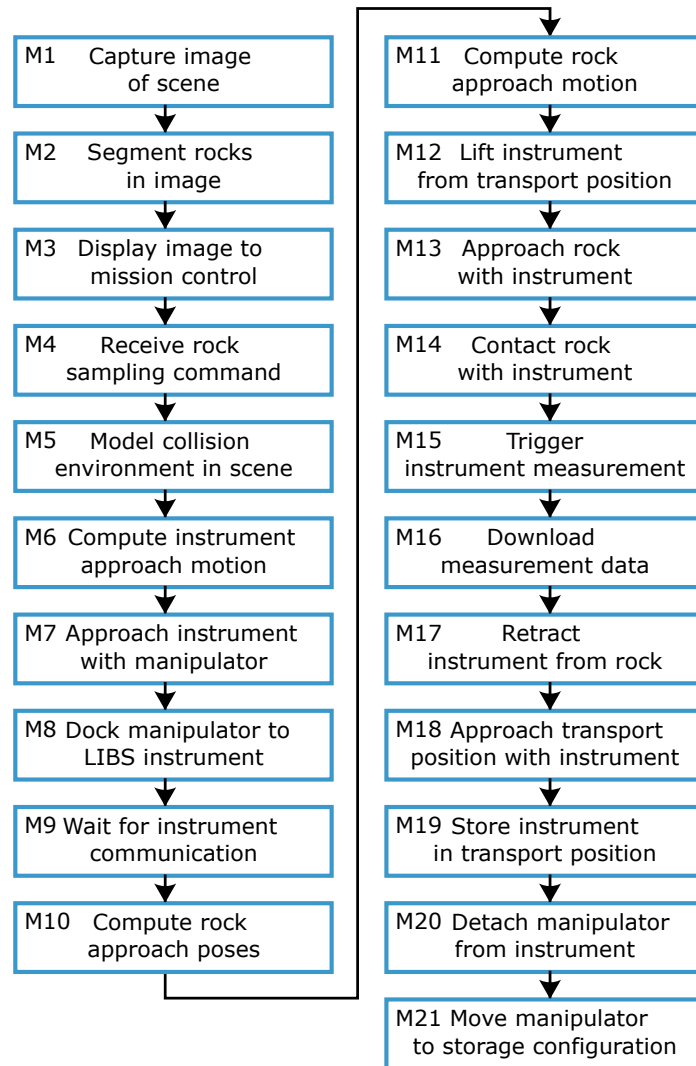 M1 Capture image
of scene
M2 Segment rocks
in image
M3 Display image to
mission control
M4 Receive rock
sampling command
M5 Model collision
environment in scene
M6 Compute instrument
approach motion
M7 Approach instrument
with manipulator
M8 Dock manipulator to
LIBS instrument
M9 Wait for instrument
communication
M10 Compute rock
approach poses
M11 Compute rock
approach motion
M12 Lift instrument
from transport position
M13 Approach rock
with instrument
M14 Contact rock
with instrument
M15 Trigger
instrument measurement
M16 Download
measurement data
M17 Retract
instrument from rock
M18 Approach transport
position with instrument
M19 Store instrument
in transport position
M20 Detach manipulator
from instrument
M21 Move manipulator
to storage configuration